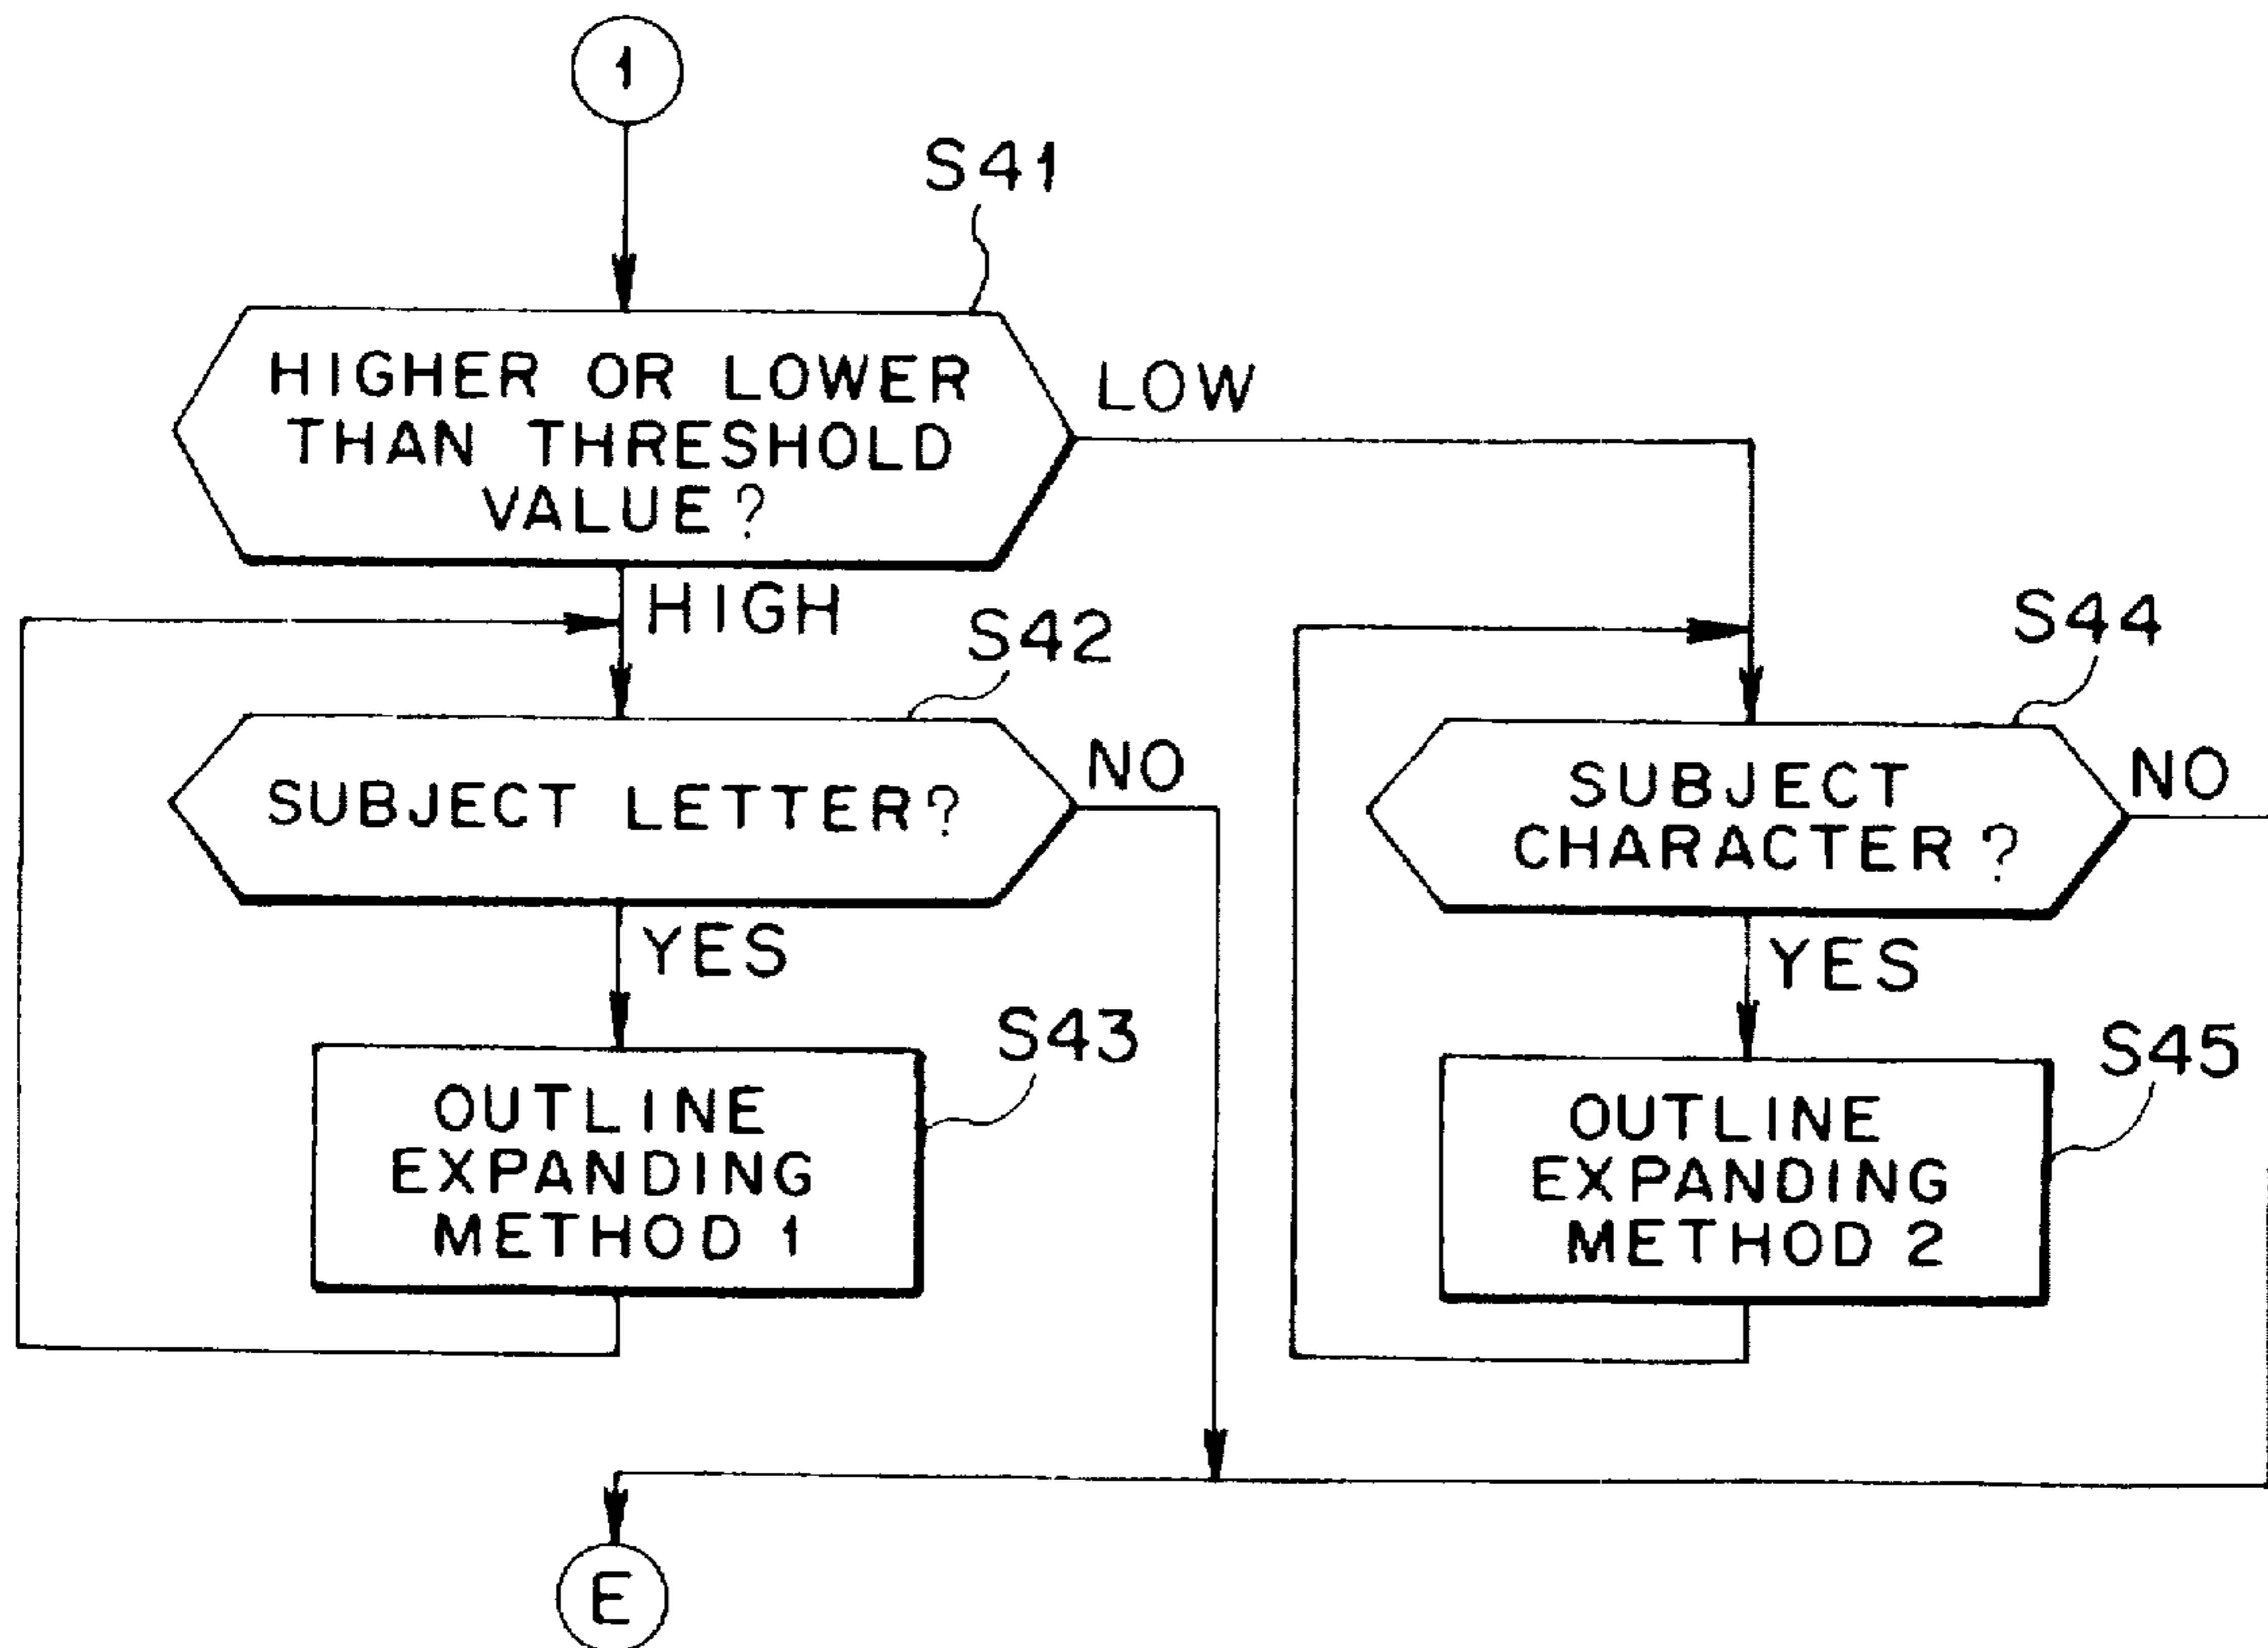 1
S41
HIGHER OR LOWER
THAN THRESHOLD
VALUE?
LOW
HIGH
S42
SUBJECT LETTER?
NO
YES
S43
OUTLINE
EXPANDING
METHOD 1
S44
SUBJECT
CHARACTER?
NO
YES
S45
OUTLINE
EXPANDING
METHOD 2
E